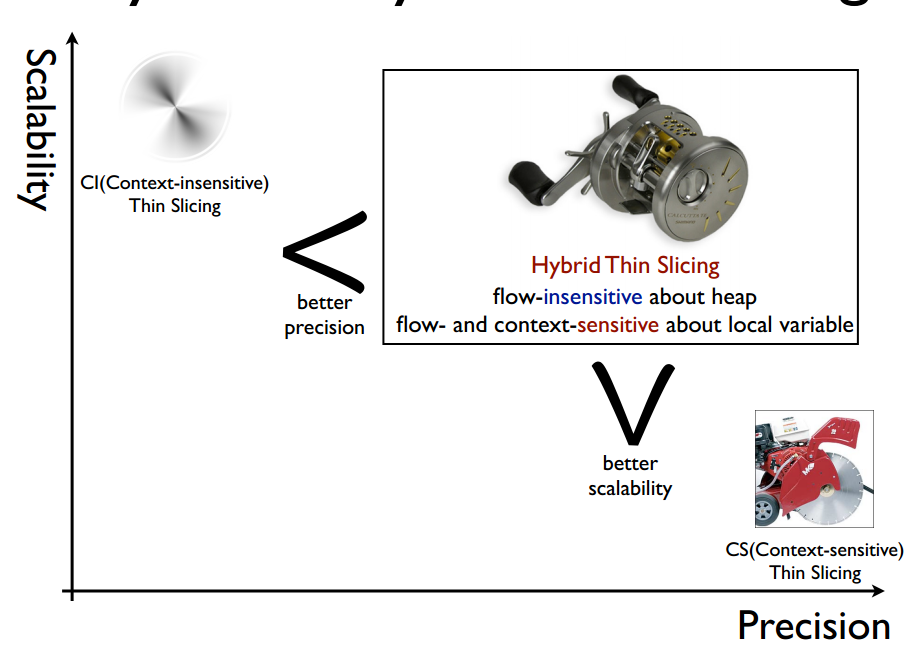 Scalability
CI(Context-insensitive)
Thin Slicing
<
better
precision
Hybrid Thin Slicing
flow-insensitive about heap
flow- and context-sensitive about local variable
better
scalability
CS(Context-sensitive)
Thin Slicing
Precision